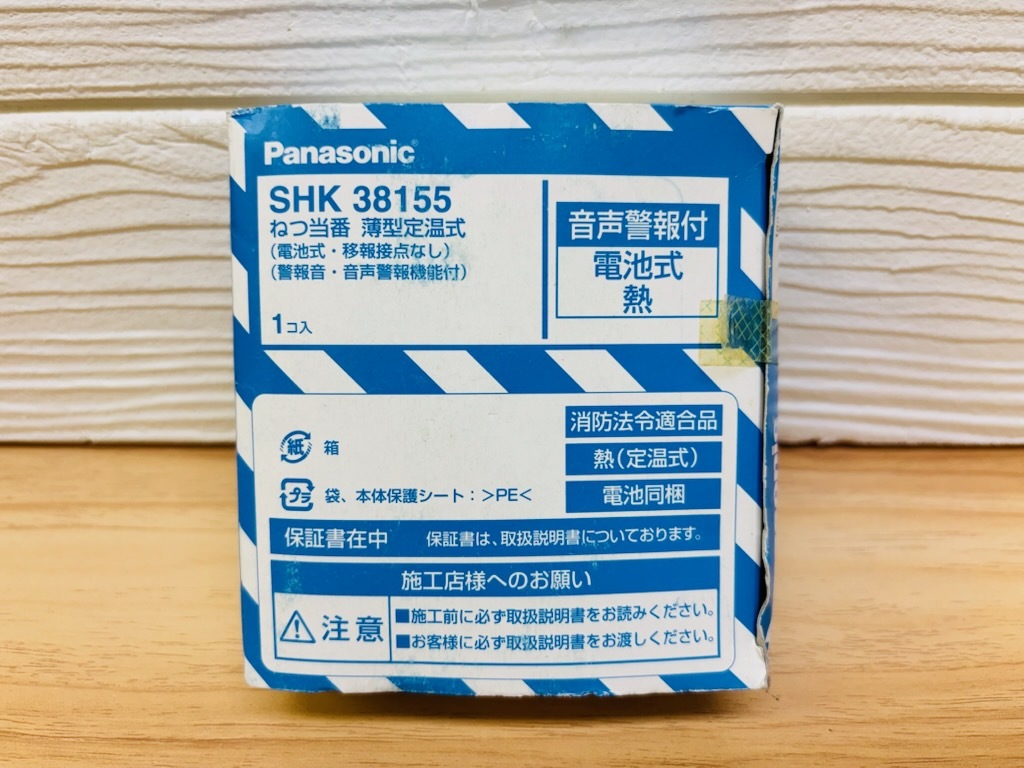 Panasonic
SHK 38155
ねつ当番 薄型定温式
(電池式・移報接点なし)
(警報音・音声警報機能付)
1コ入
音声警報付
電池式
熱
消防法令適合品
熱(定温式)
電池同梱
紙 箱
プラ 袋、本体保護シート:>PE<
保証書在中 保証書は、取扱説明書についております。
施工店様へのお願い
注意
■施工前に必ず取扱説明書をお読みください。
■お客様に必ず取扱説明書をお渡しください。